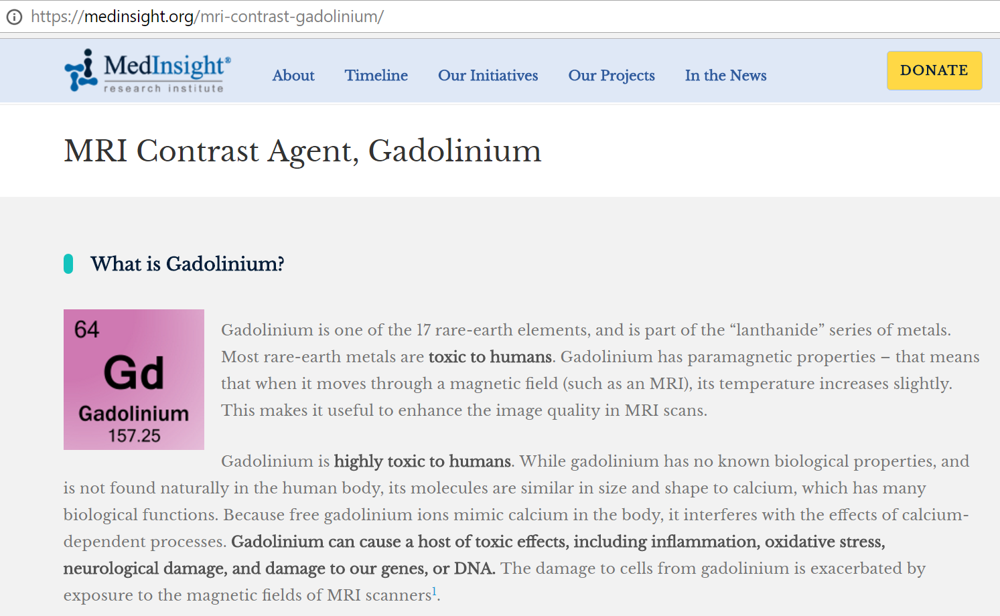 https://medinsight.org/mri-contrast-gadolinium/
MedInsight®
research institute
About Timeline Our Initiatives Our Projects In the News DONATE
MRI Contrast Agent, Gadolinium
What is Gadolinium?
64
Gd
Gadolinium
157.25
Gadolinium is one of the 17 rare-earth elements, and is part of the “lanthanide” series of metals.
Most rare-earth metals are toxic to humans. Gadolinium has paramagnetic properties – that means
that when it moves through a magnetic field (such as an MRI), its temperature increases slightly.
This makes it useful to enhance the image quality in MRI scans.
Gadolinium is highly toxic to humans. While gadolinium has no known biological properties, and
is not found naturally in the human body, its molecules are similar in size and shape to calcium, which has many
biological functions. Because free gadolinium ions mimic calcium in the body, it interferes with the effects of calcium-
dependent processes. Gadolinium can cause a host of toxic effects, including inflammation, oxidative stress,
neurological damage, and damage to our genes, or DNA. The damage to cells from gadolinium is exacerbated by
exposure to the magnetic fields of MRI scanners1.